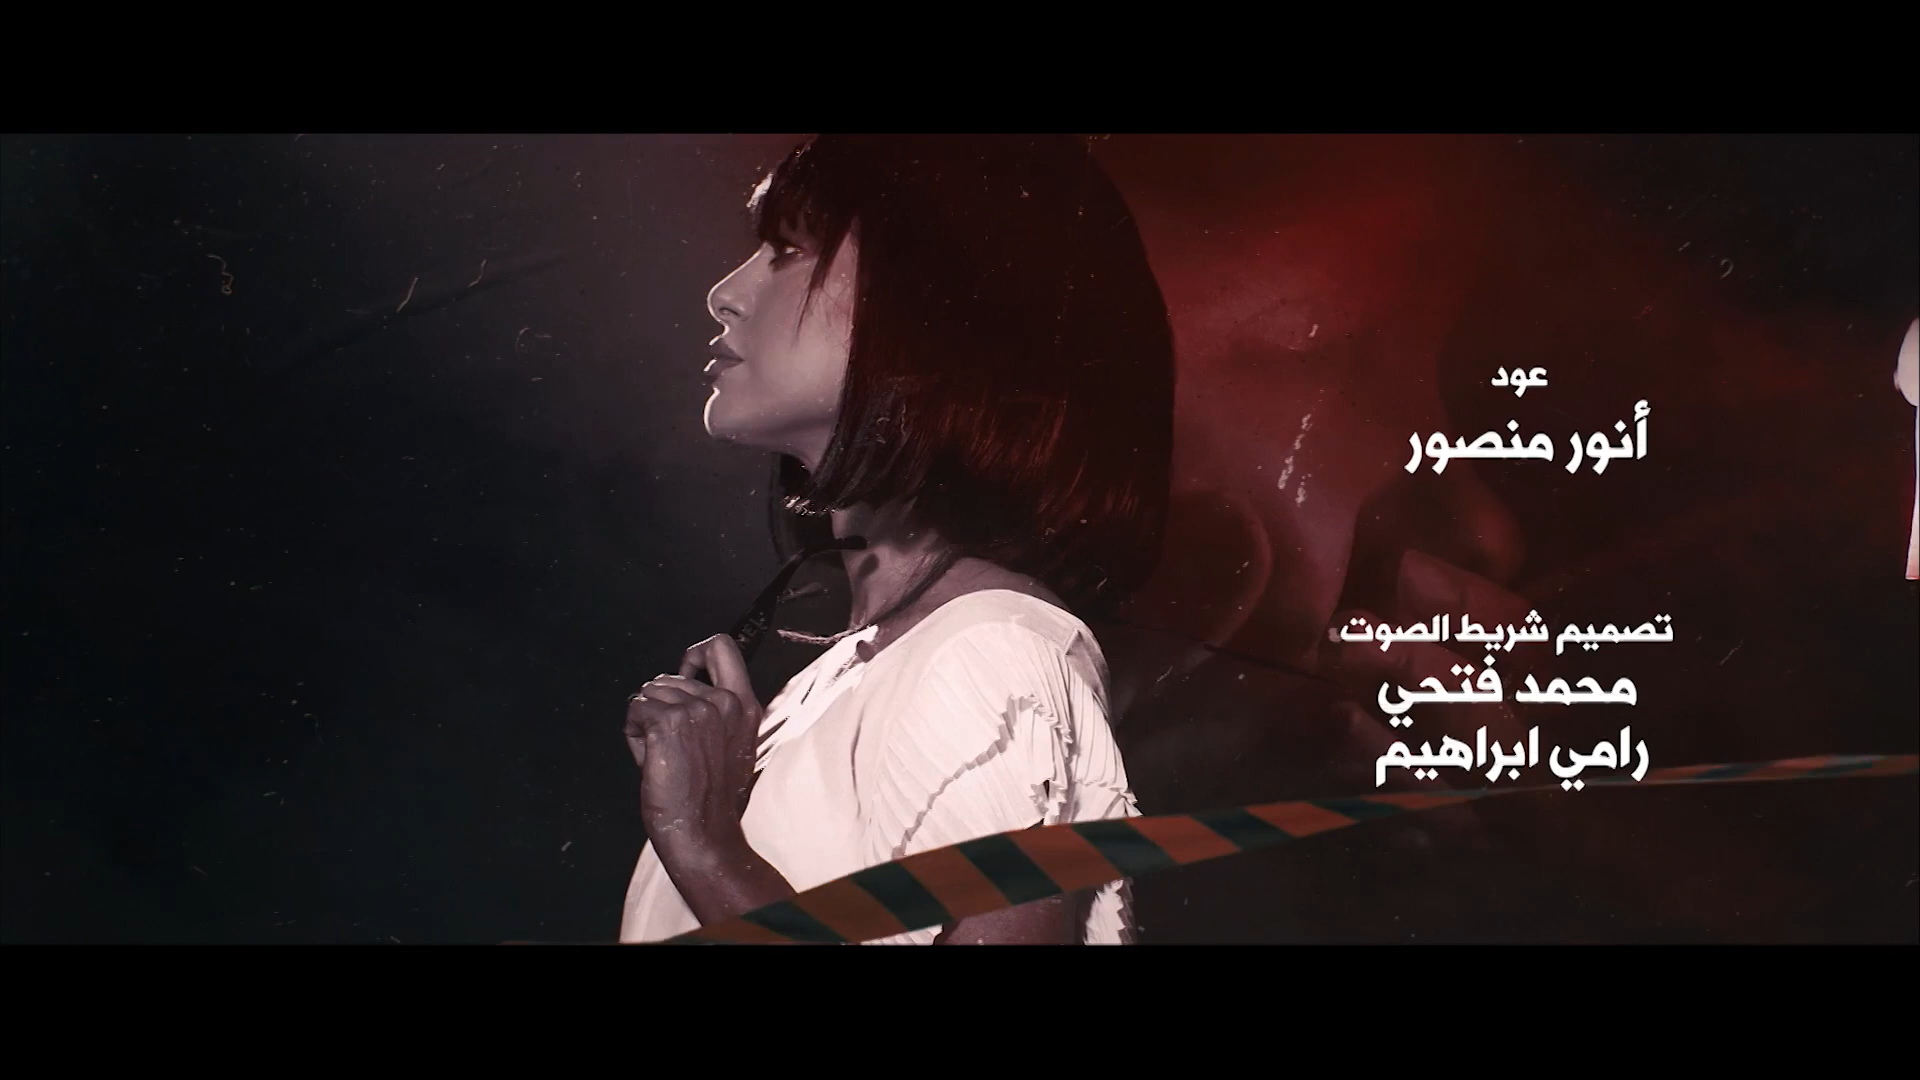 عود
أنور منصور
تصميم شريط الصوت
محمد فتحي
رامي ابراهيم